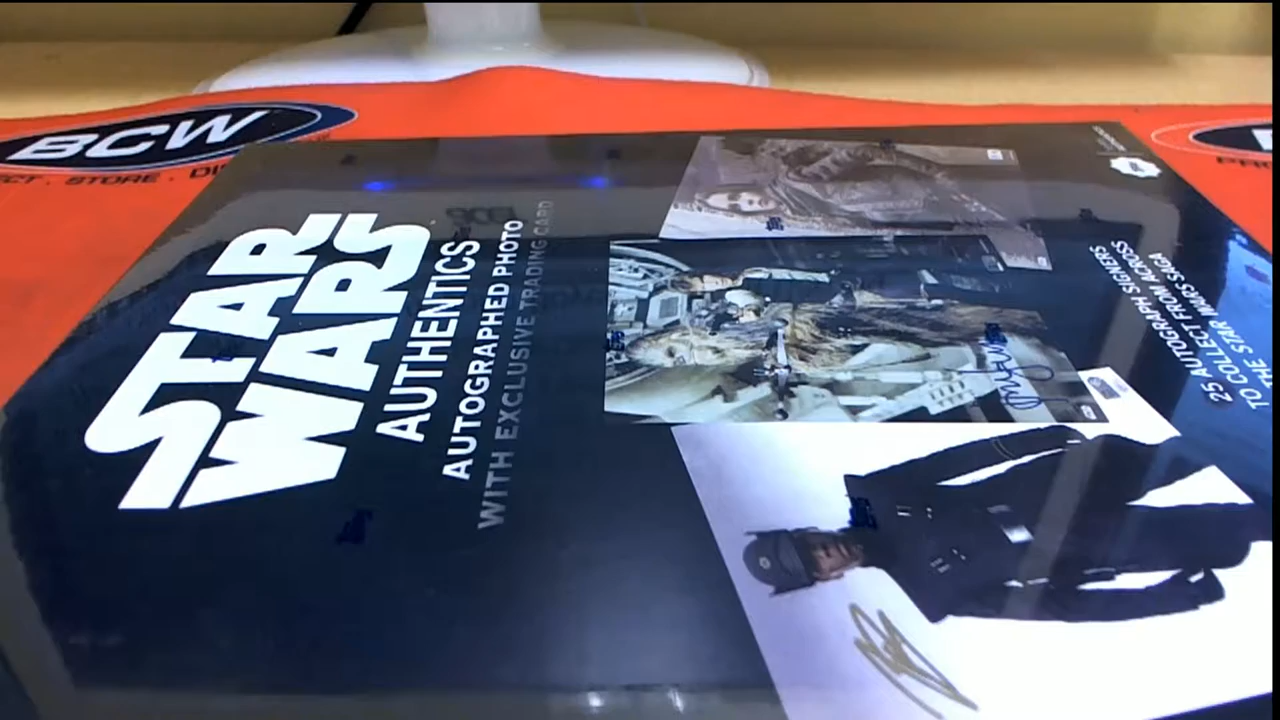 BCW
STORE
STAR
WARS
AUTHENTICS
AUTOGRAPHED PHOTO
WITH EXCLUSIVE TRADING CARD
25 AUTOGRAPH SIGNERS
TO COLLECT FROM ACROSS
THE STAR WARS SAGA